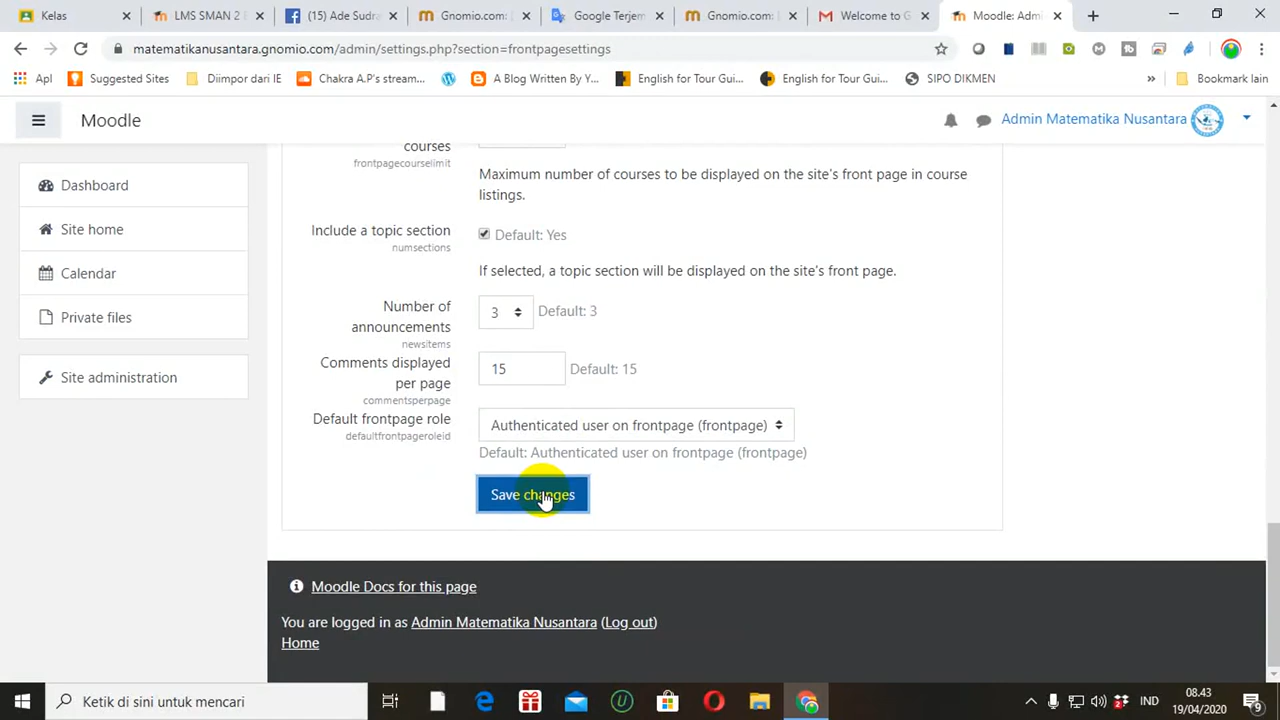 Kelas
LMS SMAN 2
(15) Ade Sudra
Gnomio.com:
Google Terjem
Gnomio.com:
Welcome to G
Moodle: Admi
matematikanusantara.gnomio.com/admin/settings.php?section=frontpagesettings
Apl
Suggested Sites
Diimpor dari IE
Chakra A.P's stream...
A Blog Written By Y...
English for Tour Gui...
English for Tour Gui...
SIPO DIKMEN
»
Bookmark lain
Moodle
Admin Matematika Nusantara
Dashboard
Site home
Calendar
Private files
Site administration
courses
frontpagecourselimit
Maximum number of courses to be displayed on the site's front page in course
listings.
Include a topic section
numsections
Default: Yes
If selected, a topic section will be displayed on the site's front page.
Number of
announcements
newsitems
3
Default: 3
Comments displayed
per page
commentsperpage
15
Default: 15
Default frontpage role
defaultfrontpageroleid
Authenticated user on frontpage (frontpage)
Default: Authenticated user on frontpage (frontpage)
Save changes
Moodle Docs for this page
You are logged in as Admin Matematika Nusantara (Log out)
Home
Ketik di sini untuk mencari
IND
08.43
19/04/2020
9